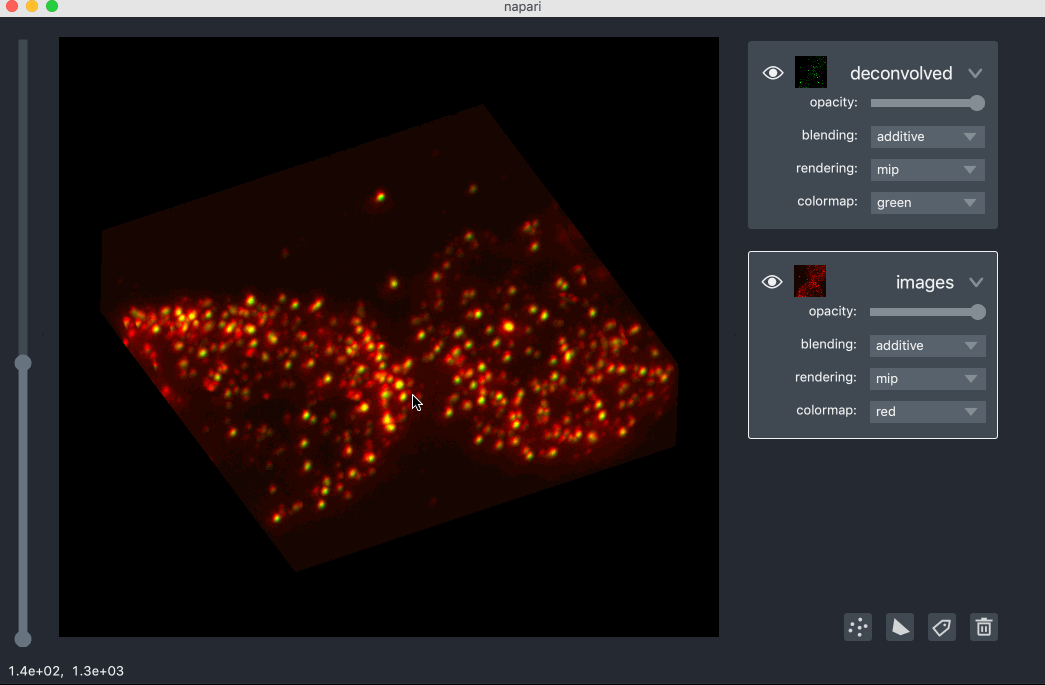 napari
deconvolved
opacity:
blending: additive
rendering: mip
colormap: green
images
opacity:
blending: additive
rendering: mip
colormap: red
1.4e+02, 1.3e+03